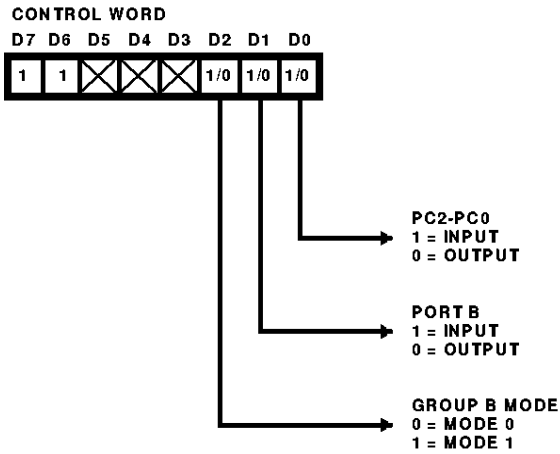 CONTROL WORD
D7 D6 D5 D4 D3 D2 D1 D0
1 1 1/0 1/0 1/0
PC2-PC0
1 = INPUT
0 = OUTPUT
PORT B
1 = INPUT
0 = OUTPUT
GROUP B MODE
0 = MODE 0
1 = MODE 1